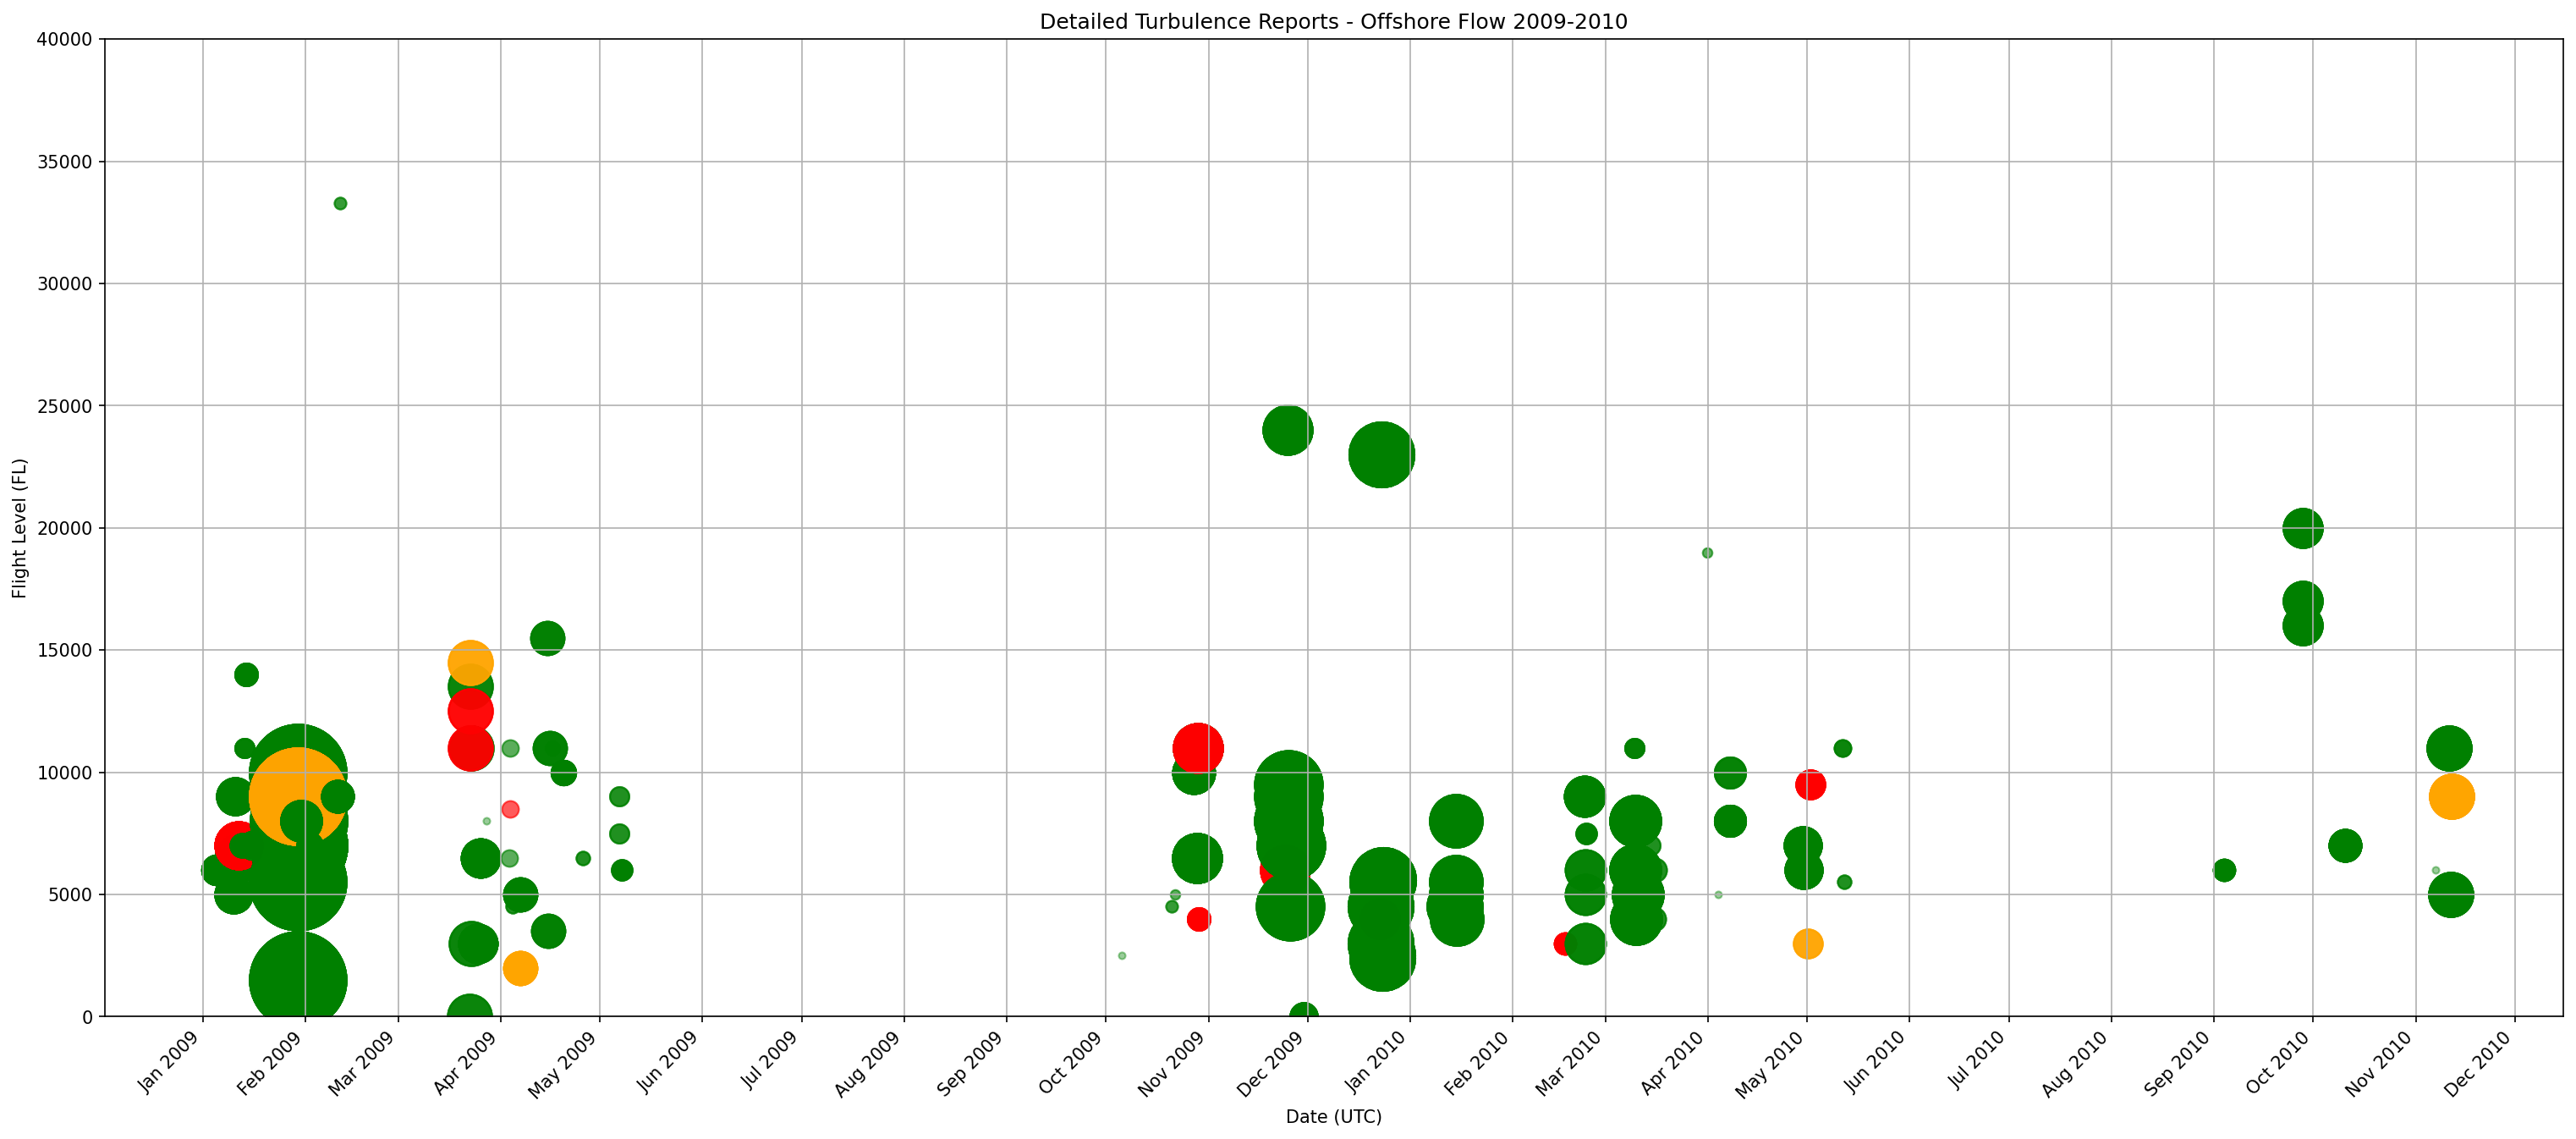 Detailed Turbulence Reports - Offshore Flow 2009-2010
40000
35000
30000
25000
20000
15000
10000
5000
0
Flight Level (FL)
Jan 2009
Feb 2009
Mar 2009
Apr 2009
May 2009
Jun 2009
Jul 2009
Aug 2009
Sep 2009
Oct 2009
Nov 2009
Dec 2009
Jan 2010
Feb 2010
Mar 2010
Apr 2010
May 2010
Jun 2010
Jul 2010
Aug 2010
Sep 2010
Oct 2010
Nov 2010
Dec 2010
Date (UTC)